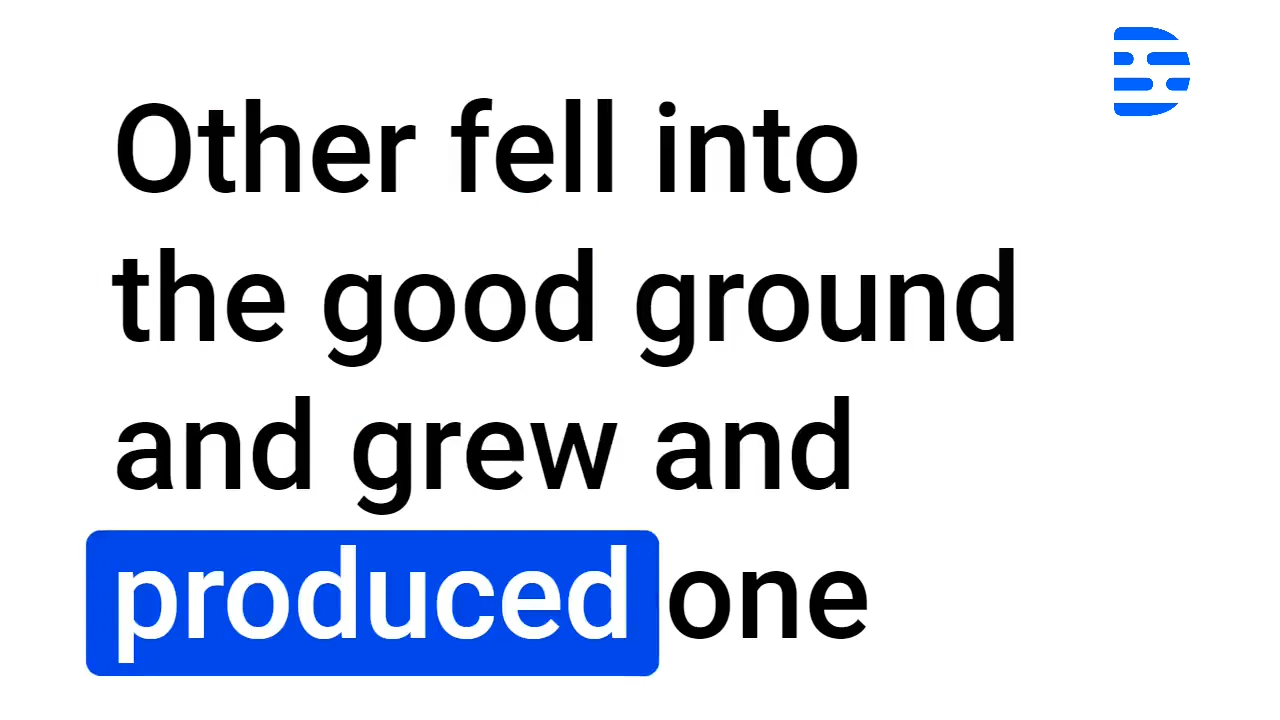 Other fell into
the good ground
and grew and
produced one